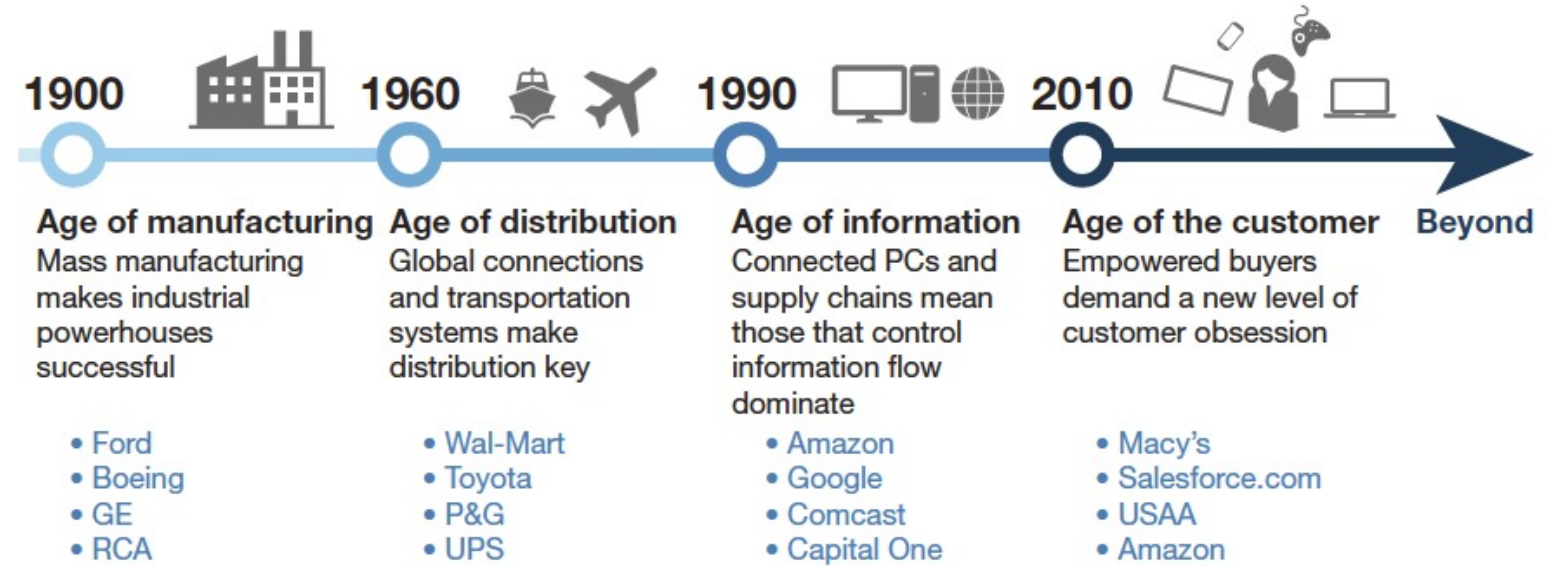 1900
1960
1990
2010
Age of manufacturing
Mass manufacturing
makes industrial
powerhouses
successful
• Ford
• Boeing
• GE
• RCA
Age of distribution
Global connections
and transportation
systems make
distribution key
• Wal-Mart
• Toyota
• P&G
• UPS
Age of information
Connected PCs and
supply chains mean
those that control
information flow
dominate
• Amazon
• Google
• Comcast
• Capital One
Age of the customer
Empowered buyers
demand a new level of
customer obsession
• Macy’s
• Salesforce.com
• USAA
• Amazon
Beyond